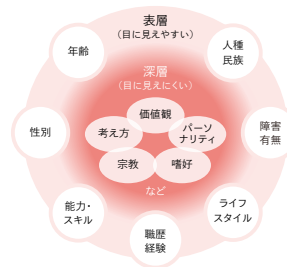 表層
（目に見えやすい）
年齢
人種
民族
深層
（目に見えにくい）
価値観
考え方
パーソ
ナリティ
性別
障害
有無
宗教
嗜好
など
能力・
スキル
ライフ
スタイル
職歴
経験